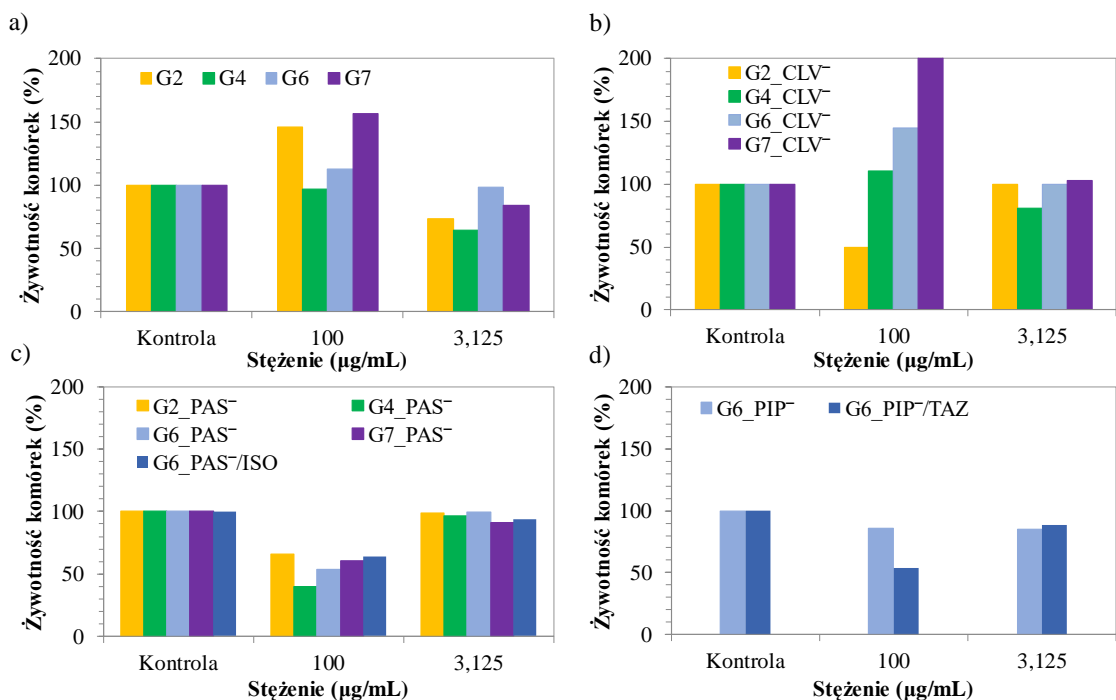 a)
Żywotność komórek (%)
200
150
100
50
0
G2 G4 G6 G7
Kontrola 100 3,125
Stężenie (µg/mL)
b)
Żywotność komórek (%)
200
150
100
50
0
G2_CLV⁻
G4_CLV⁻
G6_CLV⁻
G7_CLV⁻
Kontrola 100 3,125
Stężenie (µg/mL)
c)
Żywotność komórek (%)
200
150
100
50
0
G2_PAS⁻ G4_PAS⁻
G6_PAS⁻ G7_PAS⁻
G6_PAS⁻/ISO
Kontrola 100 3,125
Stężenie (µg/mL)
d)
Żywotność komórek (%)
200
150
100
50
0
G6_PIP⁻ G6_PIP⁻/TAZ
Kontrola 100 3,125
Stężenie (µg/mL)